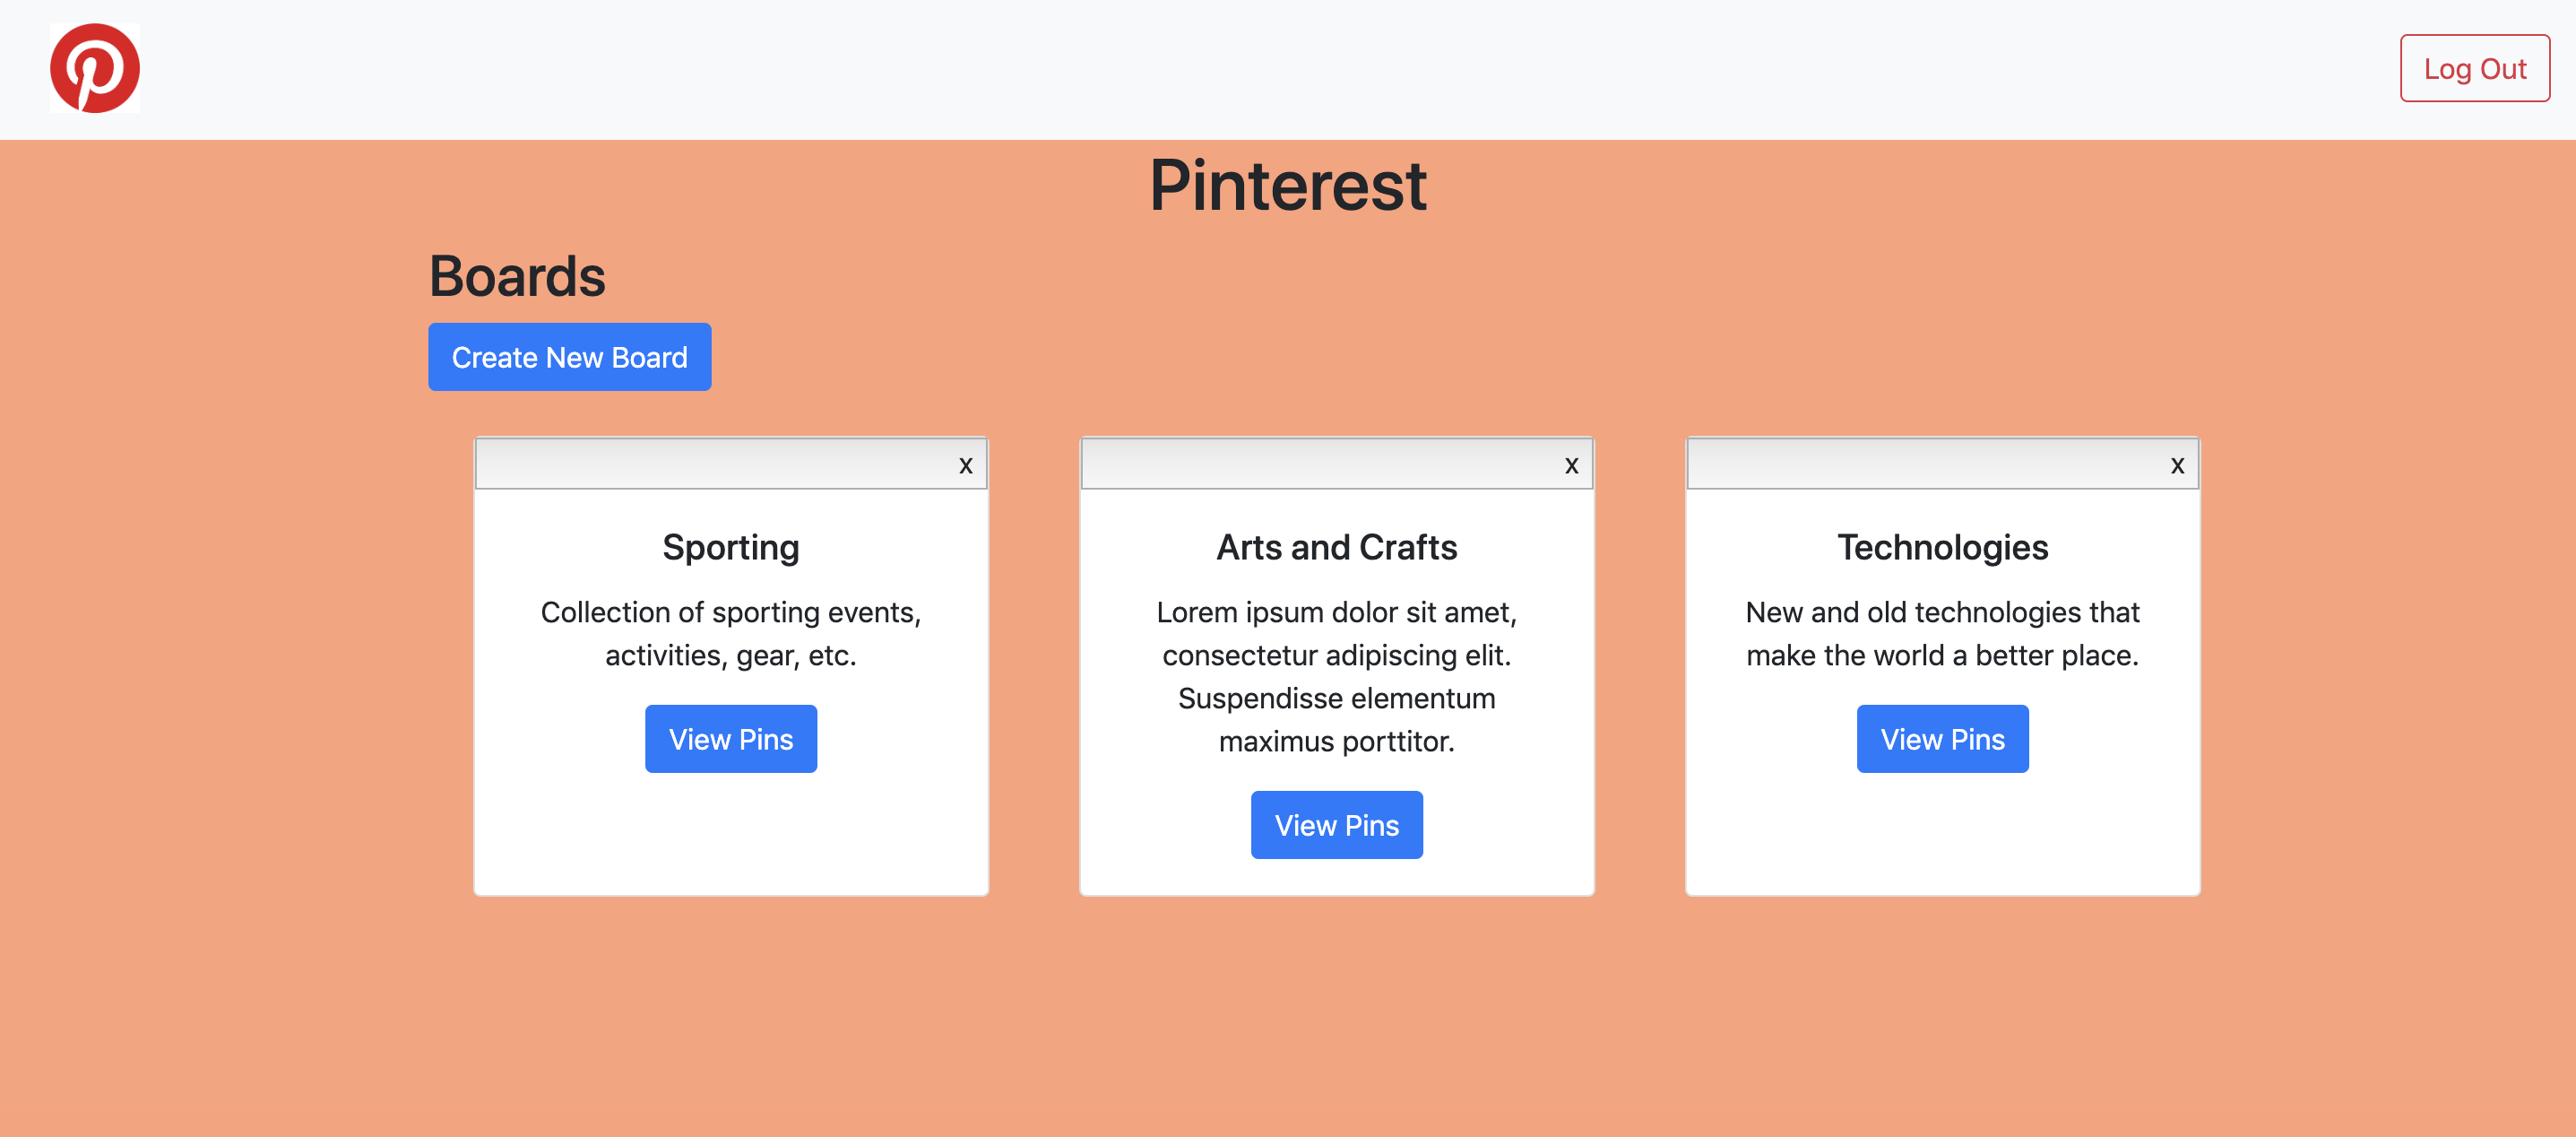 Log Out
Pinterest
Boards
Create New Board
x
Sporting
Collection of sporting events,
activities, gear, etc.
View Pins
x
Arts and Crafts
Lorem ipsum dolor sit amet,
consectetur adipiscing elit.
Suspendisse elementum
maximus porttitor.
View Pins
x
Technologies
New and old technologies that
make the world a better place.
View Pins